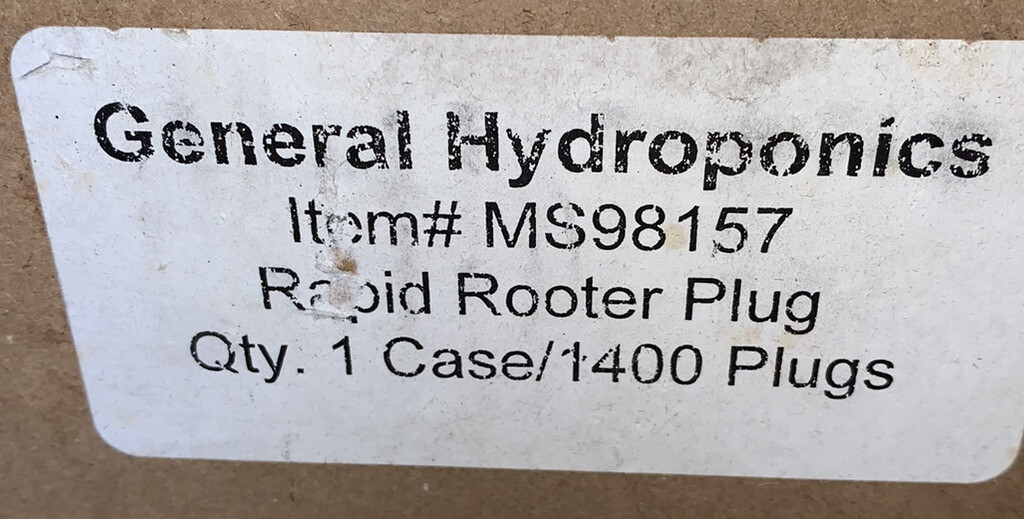 General Hydroponics
Item# MS98157
Rapid Rooter Plug
Qty. 1 Case/1400 Plugs